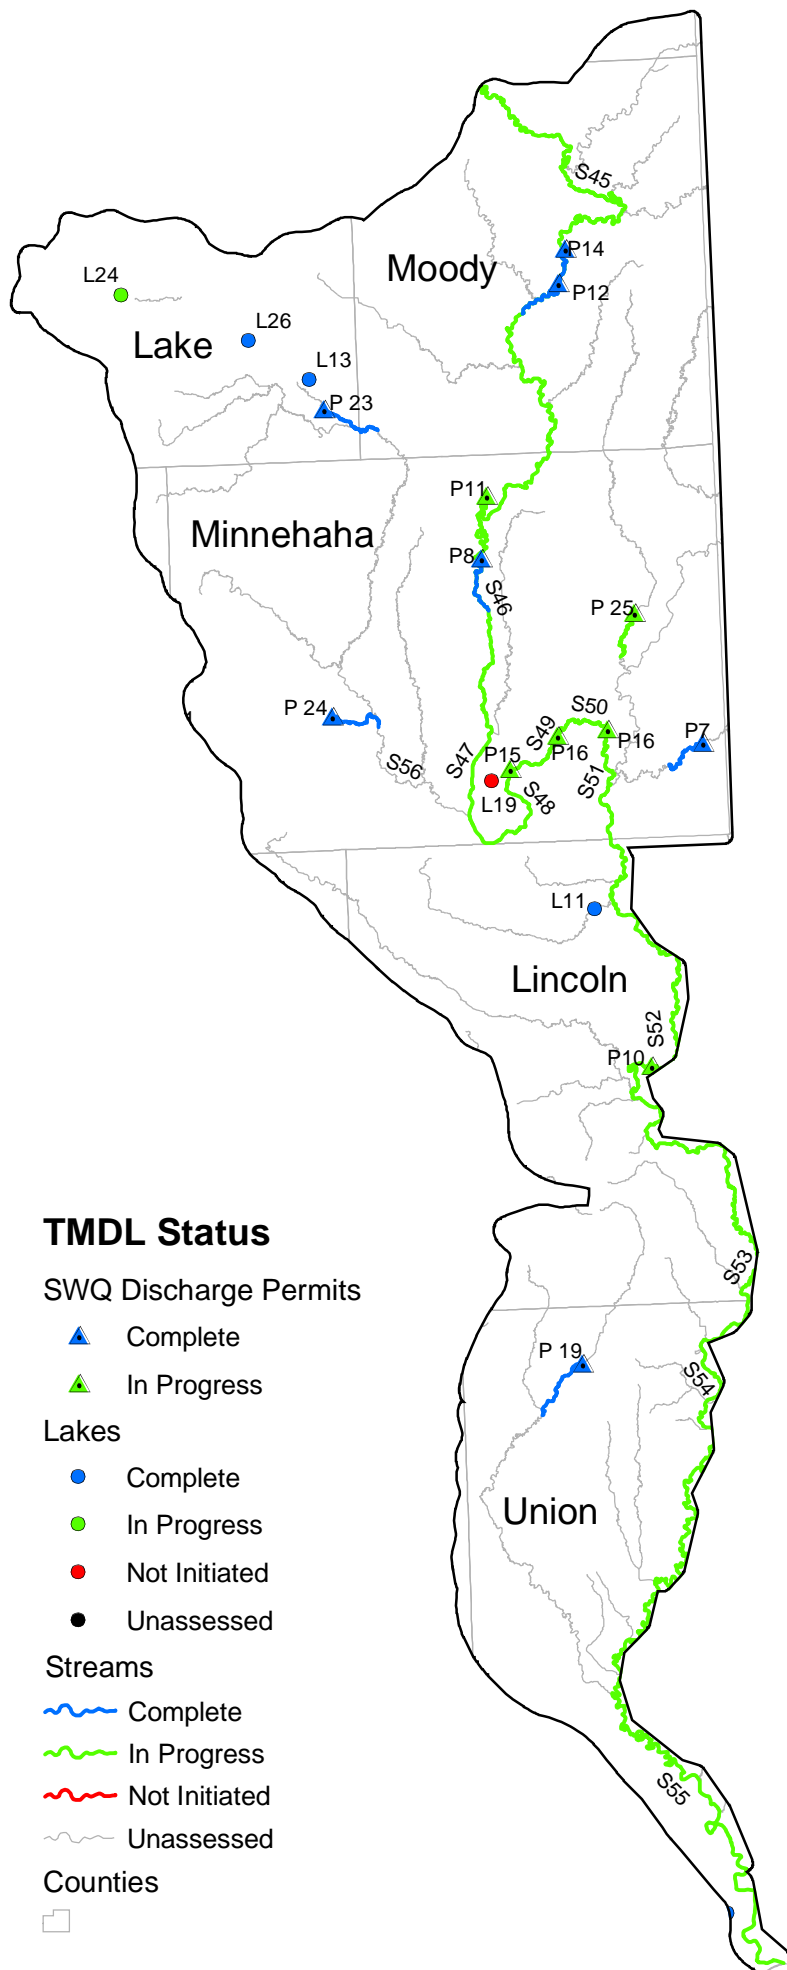 S45
P14
Moody
L24
P12
L26
Lake
L13
P 23
P11
Minnehaha
P8
S46
P 25
P 24
S50
S49
P16
P16
P7
S47
P15
S56
S51
S48
L19
L11
Lincoln
S52
P10
TMDL Status
S53
SWQ Discharge Permits
Complete
P 19
In Progress
S54
Lakes
Complete
Union
In Progress
Not Initiated
Unassessed
Streams
Complete
In Progress
S55
Not Initiated
Unassessed
Counties